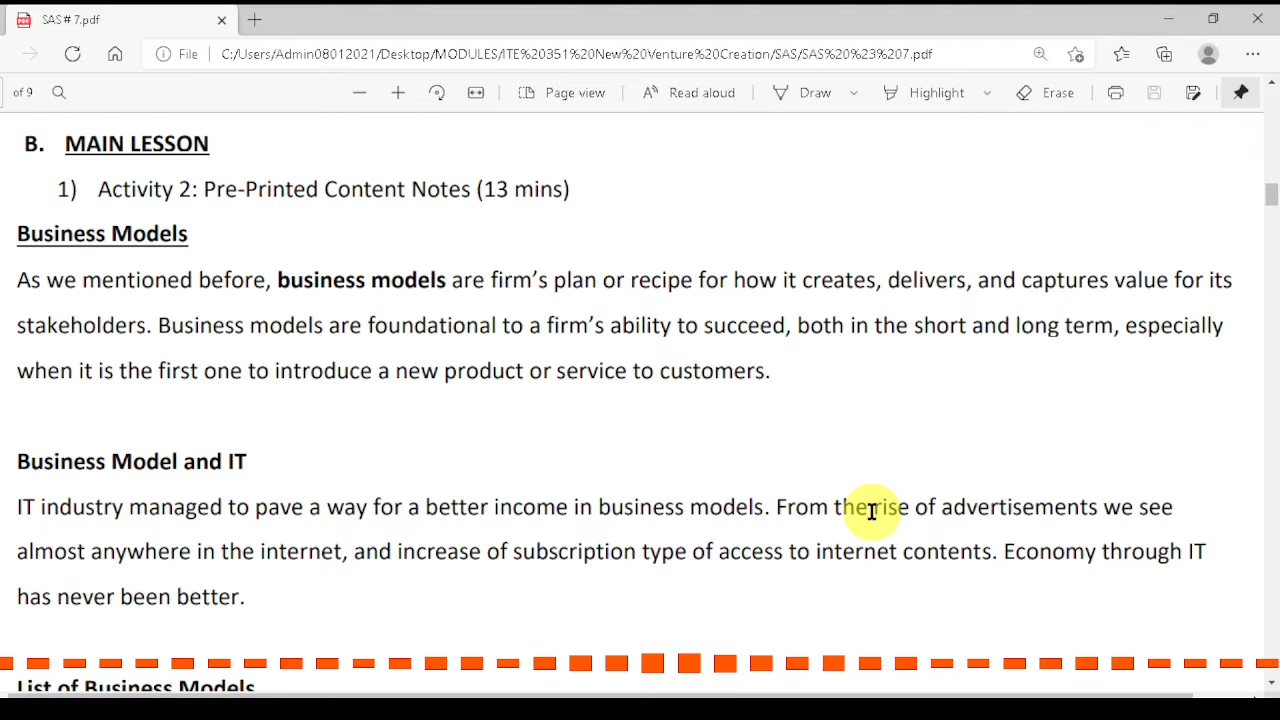 SAS # 7.pdf
File C:/Users/Admin08012021/Desktop/MODULES/ITE%20351%20New%20Venture%20Creation/SAS/SAS%20%23%207.pdf
of 9 Page view Read aloud Draw Highlight Erase
B. MAIN LESSON
1) Activity 2: Pre-Printed Content Notes (13 mins)
Business Models
As we mentioned before, business models are firm’s plan or recipe for how it creates, delivers, and captures value for its
stakeholders. Business models are foundational to a firm’s ability to succeed, both in the short and long term, especially
when it is the first one to introduce a new product or service to customers.
Business Model and IT
IT industry managed to pave a way for a better income in business models. From the rise of advertisements we see
almost anywhere in the internet, and increase of subscription type of access to internet contents. Economy through IT
has never been better.
List of Business Models